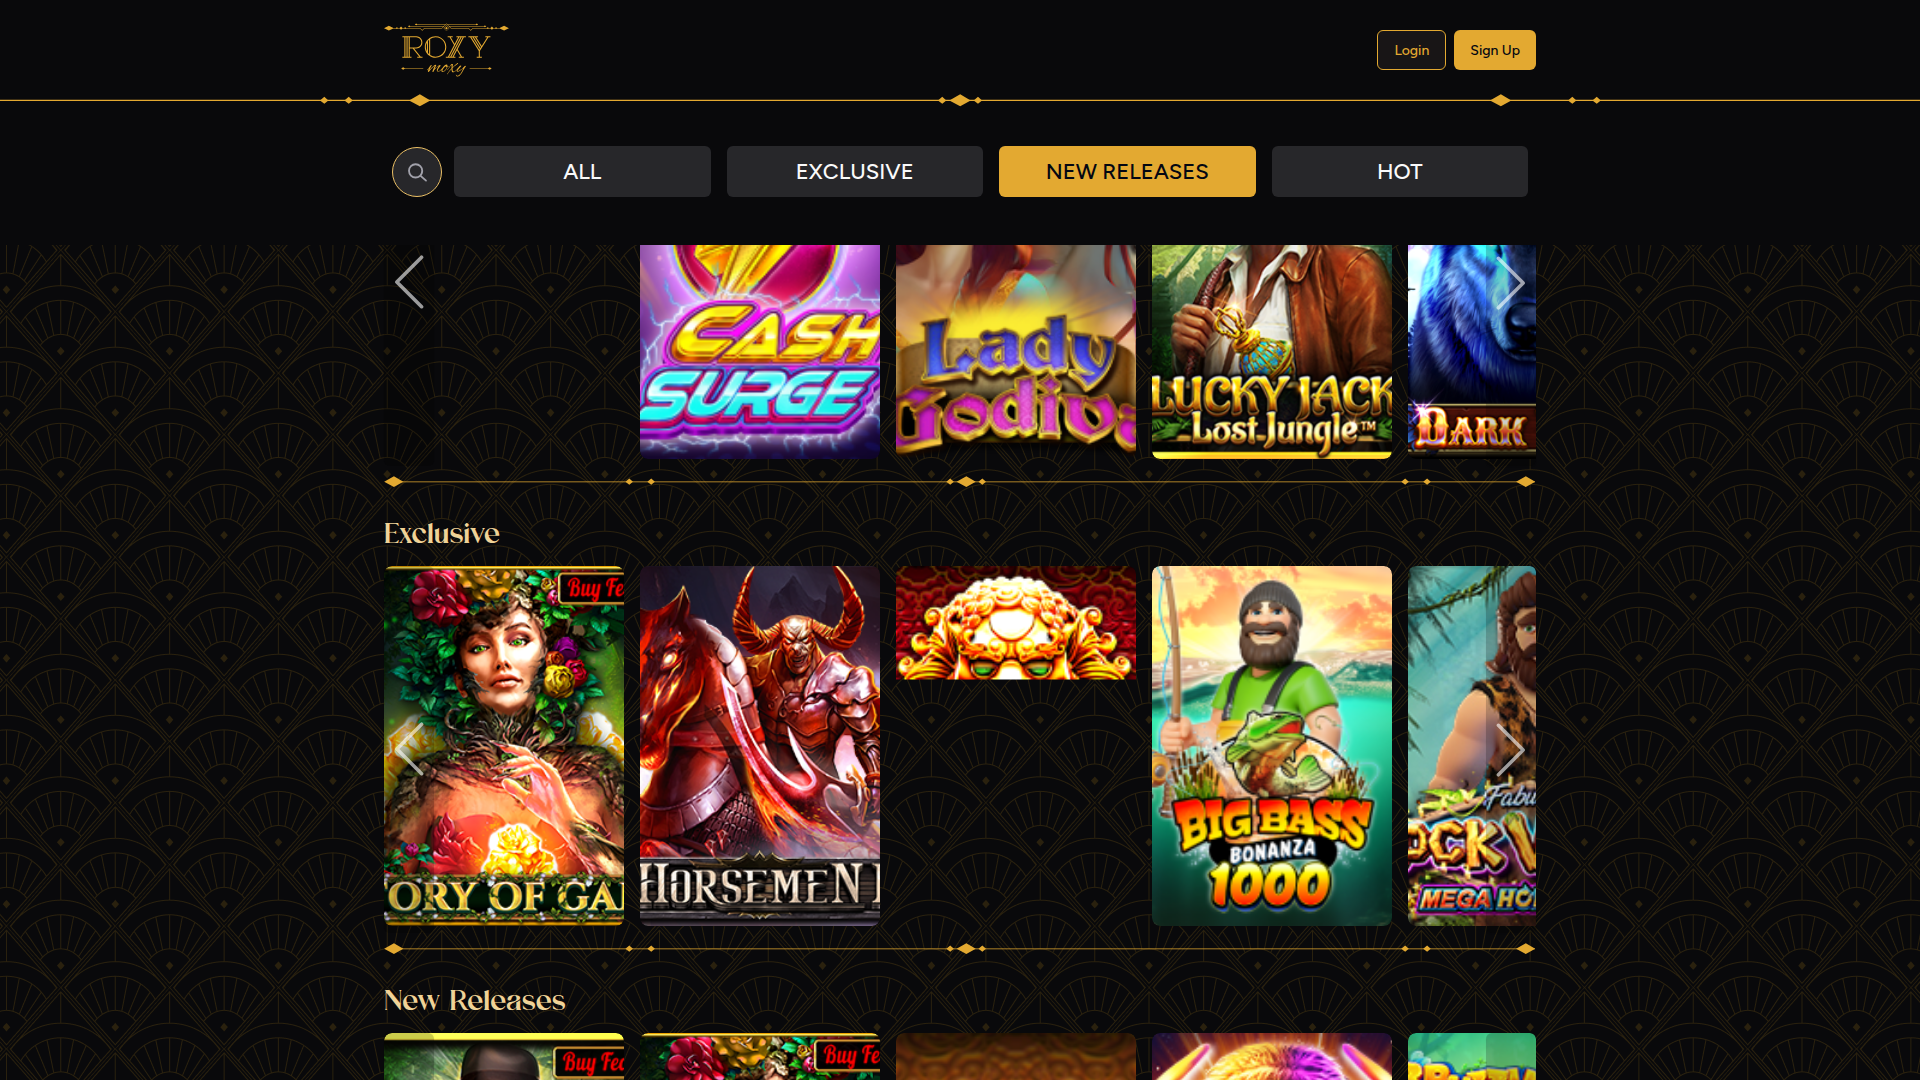 ROXY
moxy
Login
Sign Up
ALL
EXCLUSIVE
NEW RELEASES
HOT
CASH
SURGE
Lady
Godiva
LUCKY JACK
Lost Jungle™
DARK
Exclusive
Buy Fe
ORY OF GA
HORSEMEN
BIG BASS
BONANZA
1000
Fabu
OCK V
MEGA HO
New Releases
Buy Fea
Buy Fe